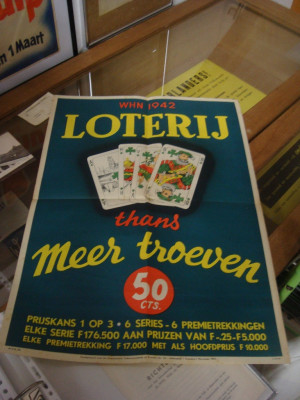 1 Maart
LANDERS!
WHN 1942
LOTERIJ
thans
Meer troeven
50
CTS.
PRIJSKANS 1 OP 3 • 6 SERIES - 6 PREMIETREKKINGEN
ELKE SERIE F 176.500 AAN PRIJZEN VAN F -.25 - F 5.000
ELKE PREMIETREKKING F 17.000 MET ALS HOOFDPRIJS F 10.000